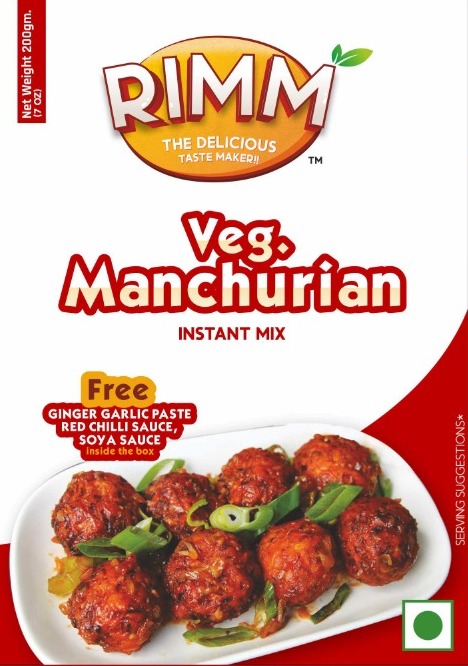 Net Weight 200gm.
(7 OZ)
RIMM
THE DELICIOUS
TASTE MAKER!!
TM
Veg.
Manchurian
INSTANT MIX
Free
GINGER GARLIC PASTE
RED CHILLI SAUCE,
SOYA SAUCE
inside the box
SERVING SUGGESTIONS*